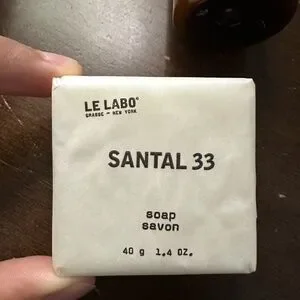 LE LABO®
GRASSE — NEW YORK
SANTAL 33
soap
savon
40 g 1.4 oz.